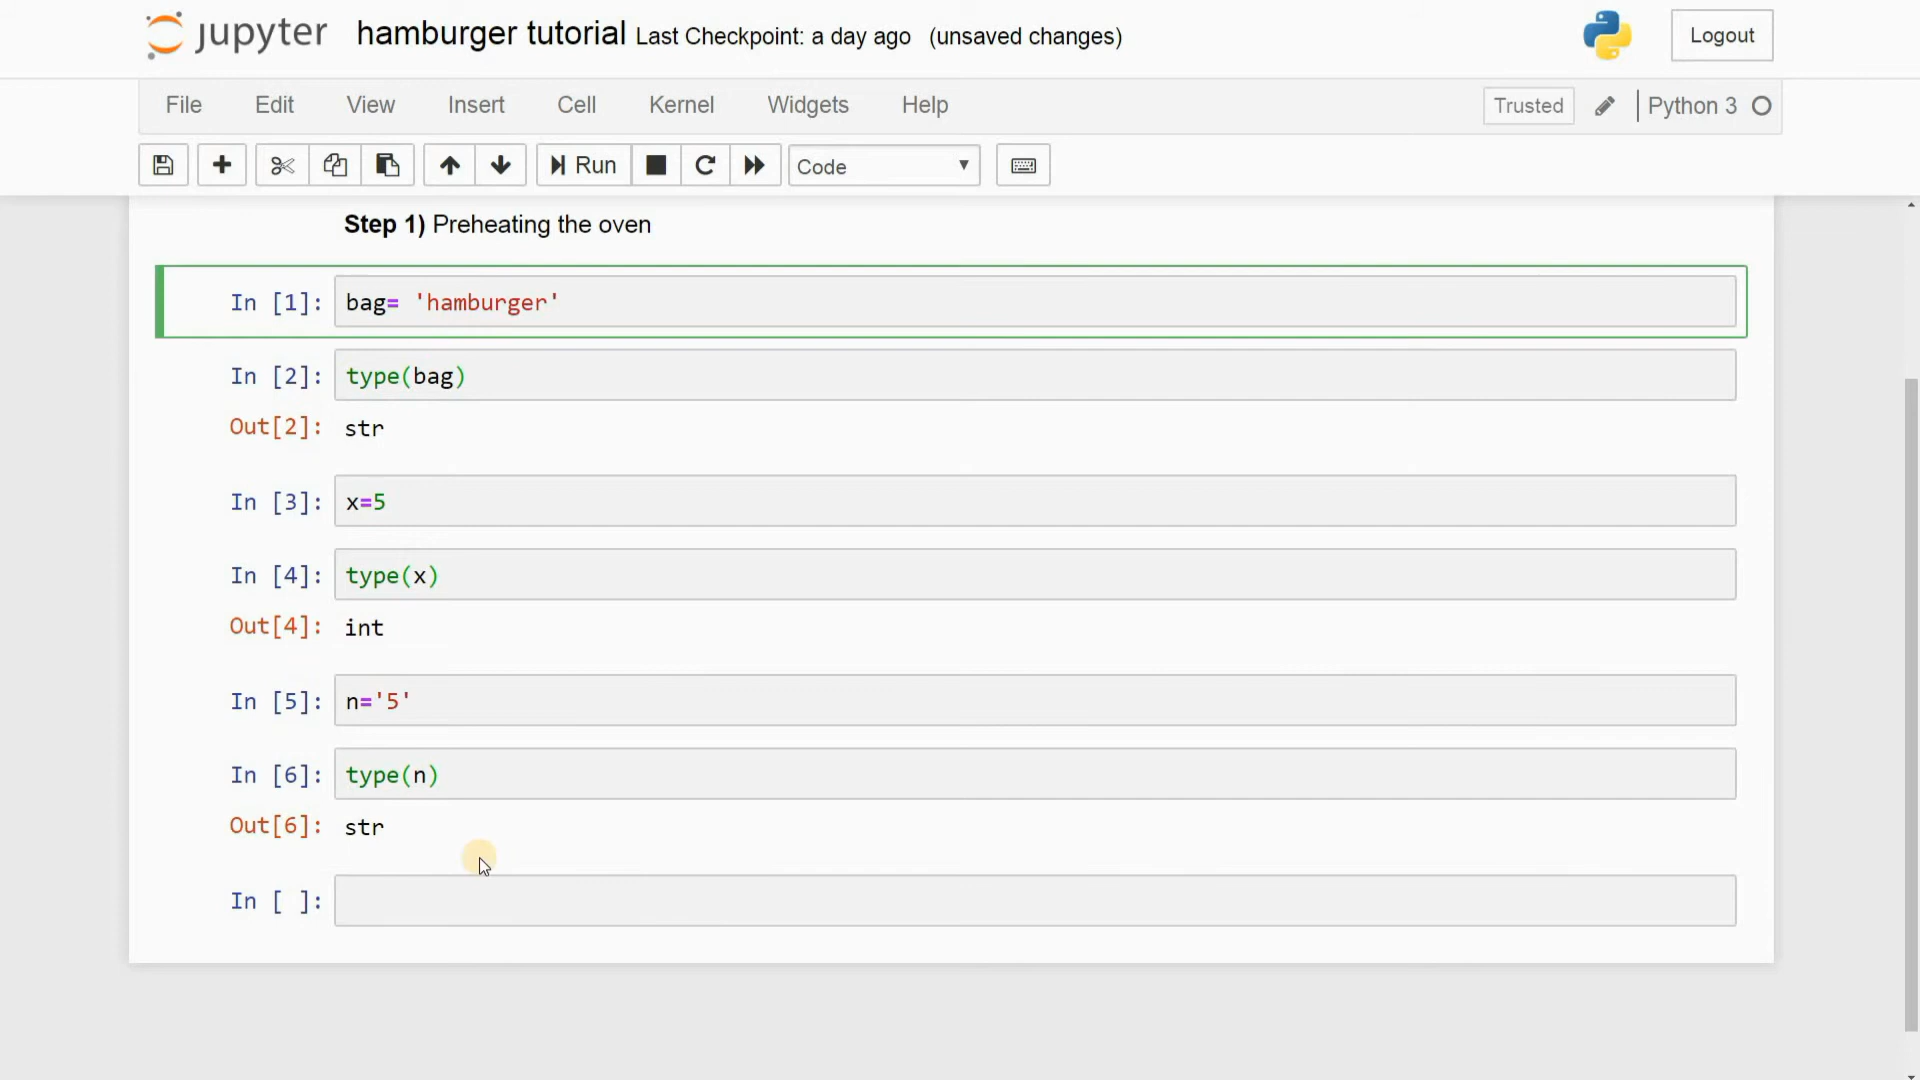 jupyter hamburger tutorial Last Checkpoint: a day ago (unsaved changes) Logout
File Edit View Insert Cell Kernel Widgets Help Trusted Python 3
Run Code
Step 1) Preheating the oven
In [1]: bag= 'hamburger'
In [2]: type(bag)
Out[2]: str
In [3]: x=5
In [4]: type(x)
Out[4]: int
In [5]: n='5'
In [6]: type(n)
Out[6]: str
In [ ]: